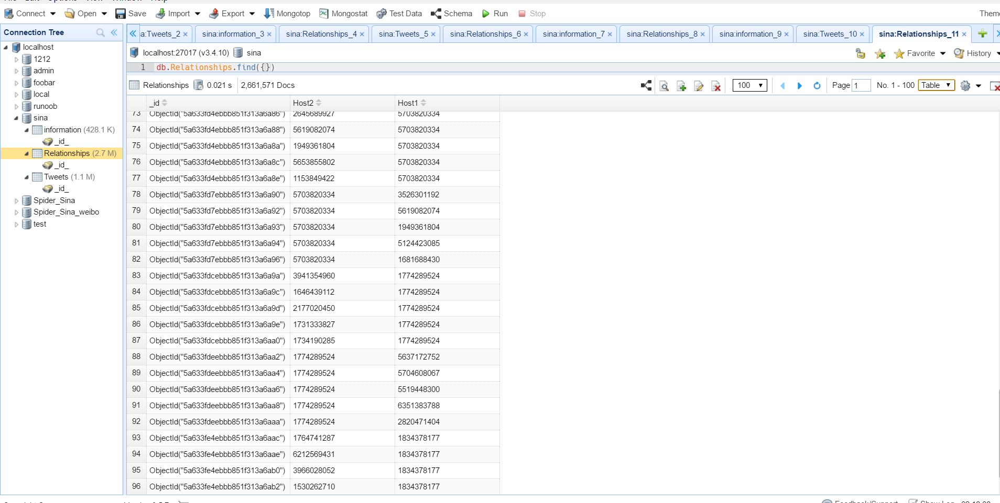 File Edit Options View Window Help
Connect Open Save Import Export Mongotop Mongostat Test Data Schema Run Stop
Connection Tree
localhost
1212
admin
foobar
local
runoob
sina
information (428.1 K)
_id_
Relationships (2.7 M)
_id_
Tweets (1.1 M)
_id_
Spider_Sina
Spider_Sina_weibo
test
a:Tweets_2 sina:information_3 sina:Relationships_4 sina:Tweets_5 sina:Relationships_6 sina:information_7 sina:Relationships_8 sina:information_9 sina:Tweets_10 sina:Relationships_11
localhost:27017 (v3.4.10) sina Favorite History
1 db.Relationships.find({})
Relationships 0.021 s 2,661,571 Docs 100 Page 1 No. 1 - 100 Table
_id Host2 Host1
73 ObjectId("5a633fd4ebbb851f313a6a86") 2645689927 5703820334
74 ObjectId("5a633fd4ebbb851f313a6a88") 5619082074 5703820334
75 ObjectId("5a633fd4ebbb851f313a6a8a") 1949361804 5703820334
76 ObjectId("5a633fd4ebbb851f313a6a8c") 5653855802 5703820334
77 ObjectId("5a633fd4ebbb851f313a6a8e") 1153849422 5703820334
78 ObjectId("5a633fd7ebbb851f313a6a90") 5703820334 3526301192
79 ObjectId("5a633fd7ebbb851f313a6a92") 5703820334 5619082074
80 ObjectId("5a633fd7ebbb851f313a6a93") 5703820334 1949361804
81 ObjectId("5a633fd7ebbb851f313a6a94") 5703820334 5124423085
82 ObjectId("5a633fd7ebbb851f313a6a96") 5703820334 1681688430
83 ObjectId("5a633fdcebbb851f313a6a9a") 3941354960 1774289524
84 ObjectId("5a633fdcebbb851f313a6a9c") 1646439112 1774289524
85 ObjectId("5a633fdcebbb851f313a6a9d") 2177020450 1774289524
86 ObjectId("5a633fdcebbb851f313a6a9e") 1731333827 1774289524
87 ObjectId("5a633fdcebbb851f313a6aa0") 1734190285 1774289524
88 ObjectId("5a633fdeebbb851f313a6aa2") 1774289524 5637172752
89 ObjectId("5a633fdeebbb851f313a6aa4") 1774289524 5704608067
90 ObjectId("5a633fdeebbb851f313a6aa6") 1774289524 5519448300
91 ObjectId("5a633fdeebbb851f313a6aa8") 1774289524 6351383788
92 ObjectId("5a633fdeebbb851f313a6aaa") 1774289524 2820471404
93 ObjectId("5a633fe4ebbb851f313a6aac") 1764741287 1834378177
94 ObjectId("5a633fe4ebbb851f313a6aae") 6212569431 1834378177
95 ObjectId("5a633fe4ebbb851f313a6ab0") 3966028052 1834378177
96 ObjectId("5a633fe4ebbb851f313a6ab2") 1530262710 1834378177
Feedback/Support Show Log